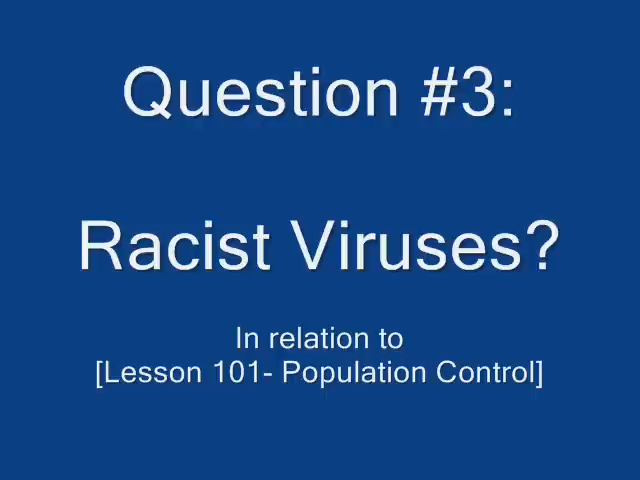 Question #3:
Racist Viruses?
In relation to
[Lesson 101- Population Control]